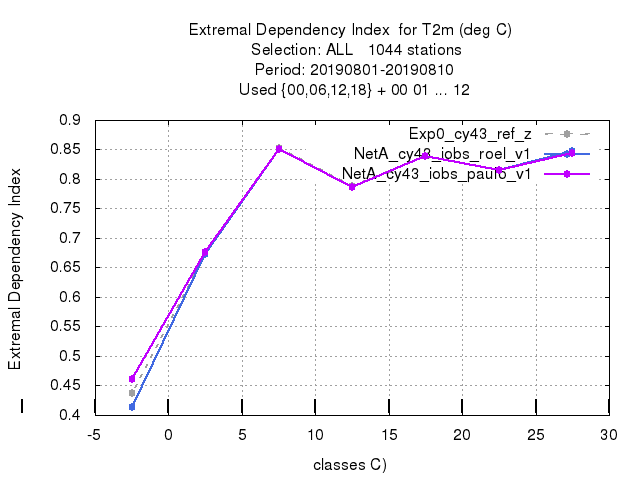 Extremal Dependency Index  for T2m (deg C)
Selection: ALL   1044 stations
Period: 20190801-20190810
Used {00,06,12,18} + 00 01 ... 12
Extremal Dependency Index
0.9
0.85
0.8
0.75
0.7
0.65
0.6
0.55
0.5
0.45
0.4
Exp0_cy43_ref_z
NetA_cy43_iobs_roel_v1
NetA_cy43_iobs_paulo_v1
-5 0 5 10 15 20 25 30
classes C)